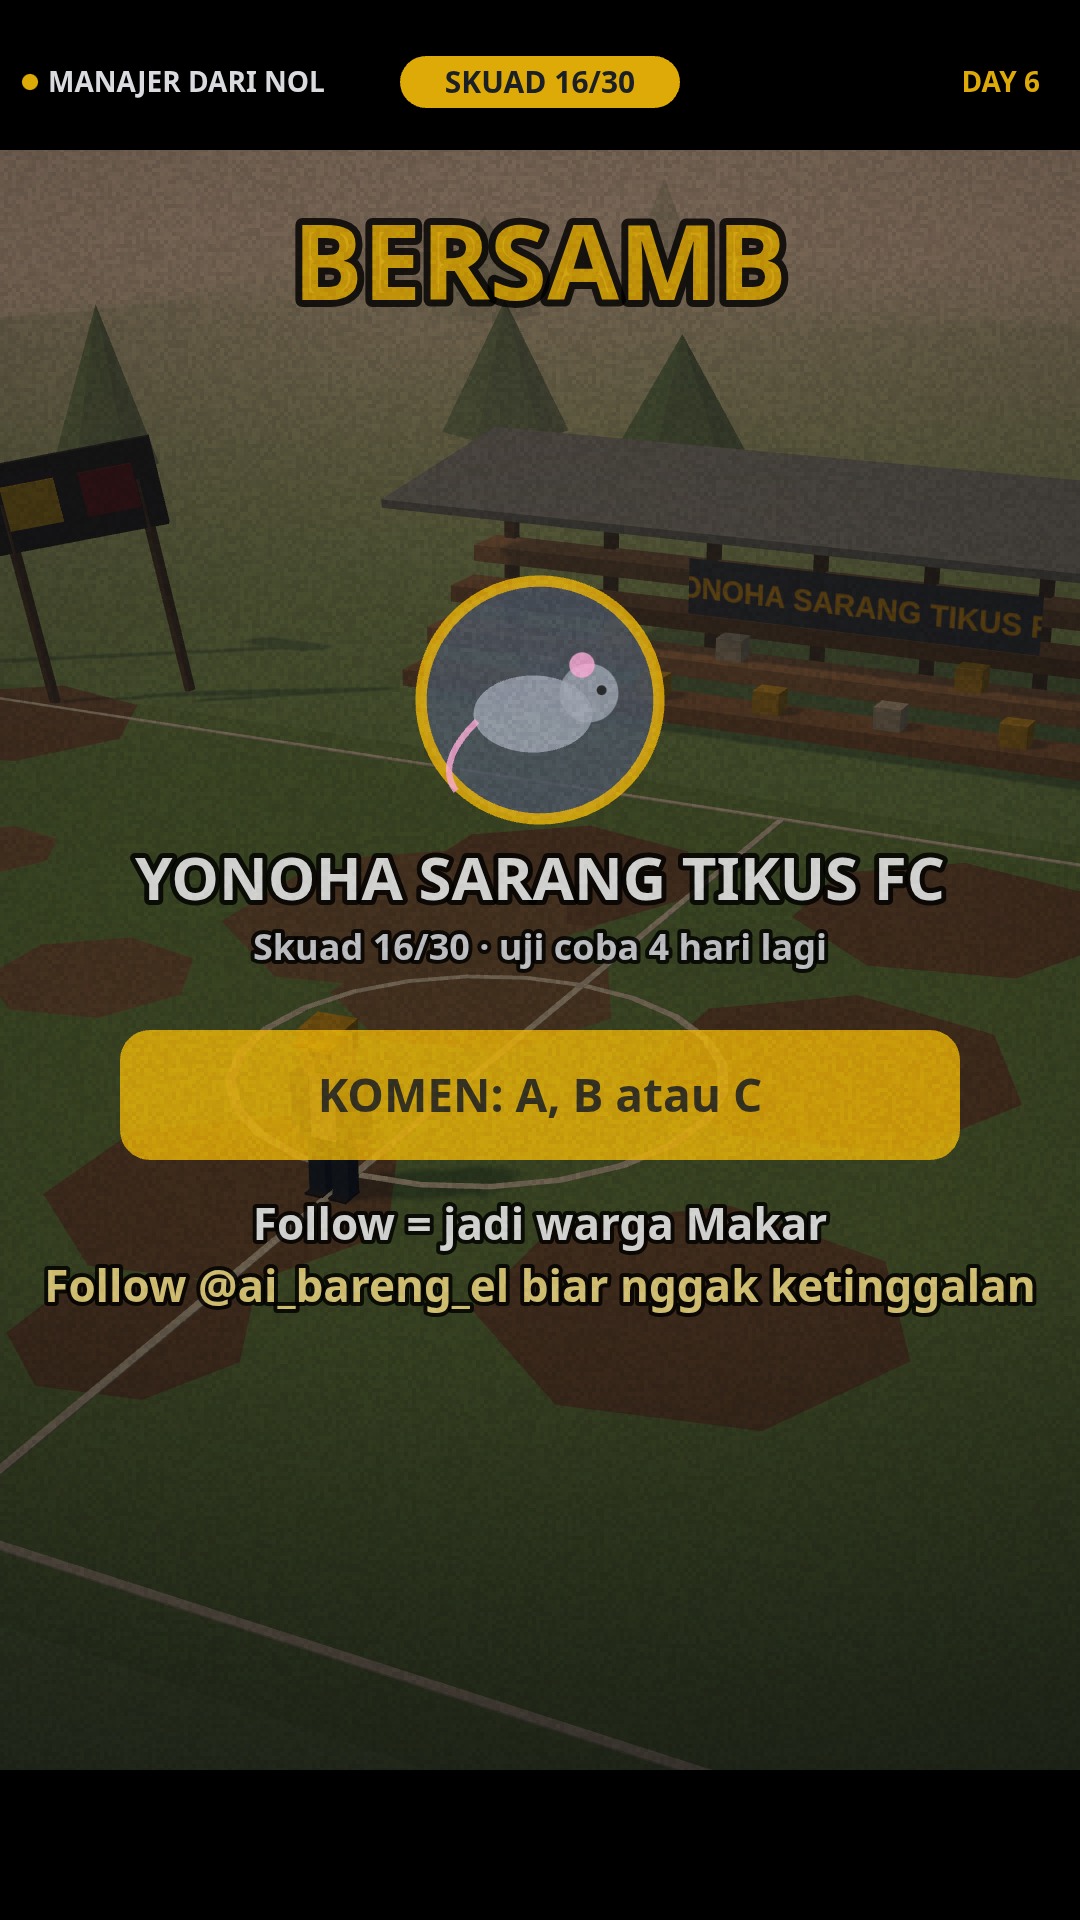 MANAJER DARI NOL
SKUAD 16/30
DAY 6
BERSAMB
ONOHA SARANG TIKUS F
YONOHA SARANG TIKUS FC
Skuad 16/30 · uji coba 4 hari lagi
KOMEN: A, B atau C
Follow = jadi warga Makar
Follow @ai_bareng_el biar nggak ketinggalan